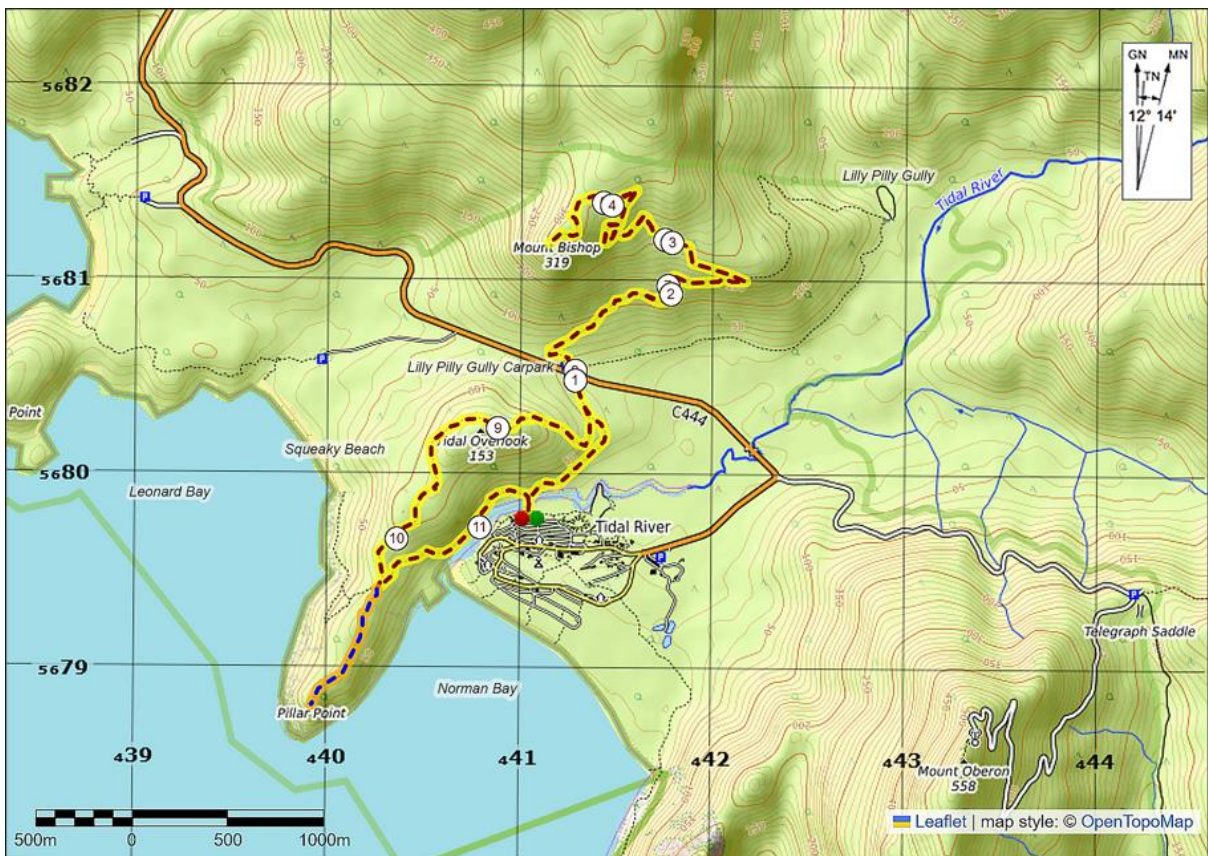 GN
MN
TN
12° 14°
5682
Lilly Pilly Gully
Tidal River
4
Mount Bishop
319
3
5681
2
Lilly Pilly Gully Carpark
1
C444
Point
Squeaky Beach
9
Tidal Overlook
153
5680
Leonard Bay
10
11
Tidal River
Telegraph Saddle
5679
Norman Bay
Pillar Point
439
440
441
442
443
444
Mount Oberon
558
500m 0 500 1000m
Leaflet | map style: © OpenTopoMap